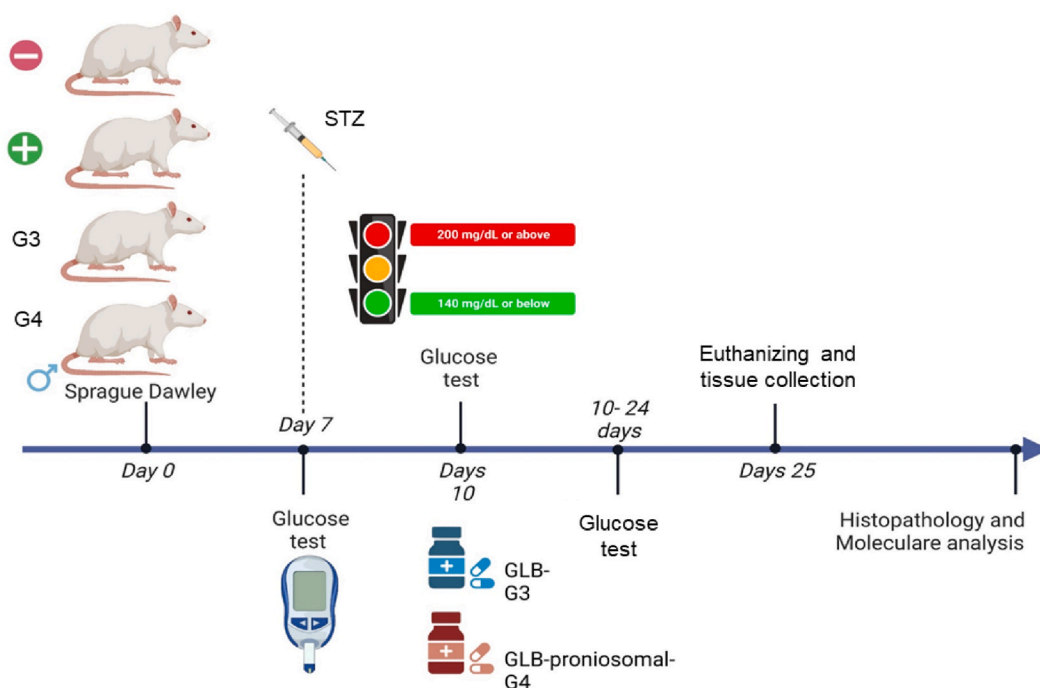 STZ
G3
G4
Sprague Dawley
200 mg/dL or above
140 mg/dL or below
Glucose
test
Euthanizing and
tissue collection
Day 7
10- 24
days
Day 0
Days
10
Days 25
Glucose
test
Glucose
test
Histopathology and
Moleculare analysis
GLB-
G3
GLB-proniosomal-
G4